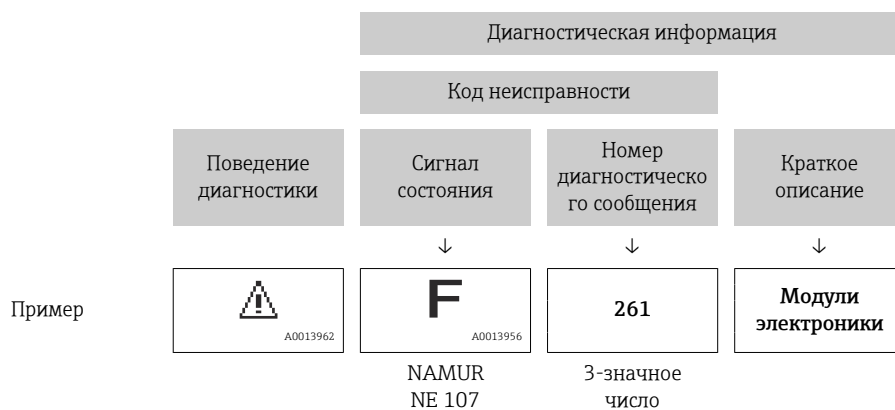 Диагностическая информация
Код неисправности
Поведение
диагностики
Сигнал
состояния
Номер
диагностическо
го сообщения
Краткое
описание
↓ ↓ ↓
Пример
A0013962
F
A0013956
261
Модули
электроники
NAMUR
NE 107
3-значное
число